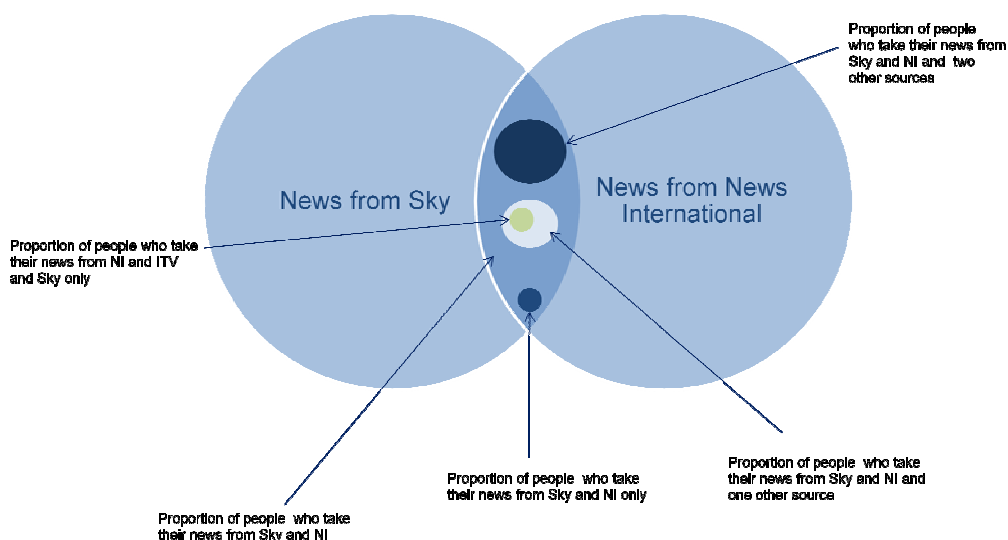 Proportion of people
who take their news from
Sky and NI and two
other sources
News from Sky
News from News
International
Proportion of people who take
their news from NI and ITV
and Sky only
Proportion of people who take
their news from Sky and NI and
one other source
Proportion of people who take
their news from Sky and NI only
Proportion of people who take
their news from Sky and NI